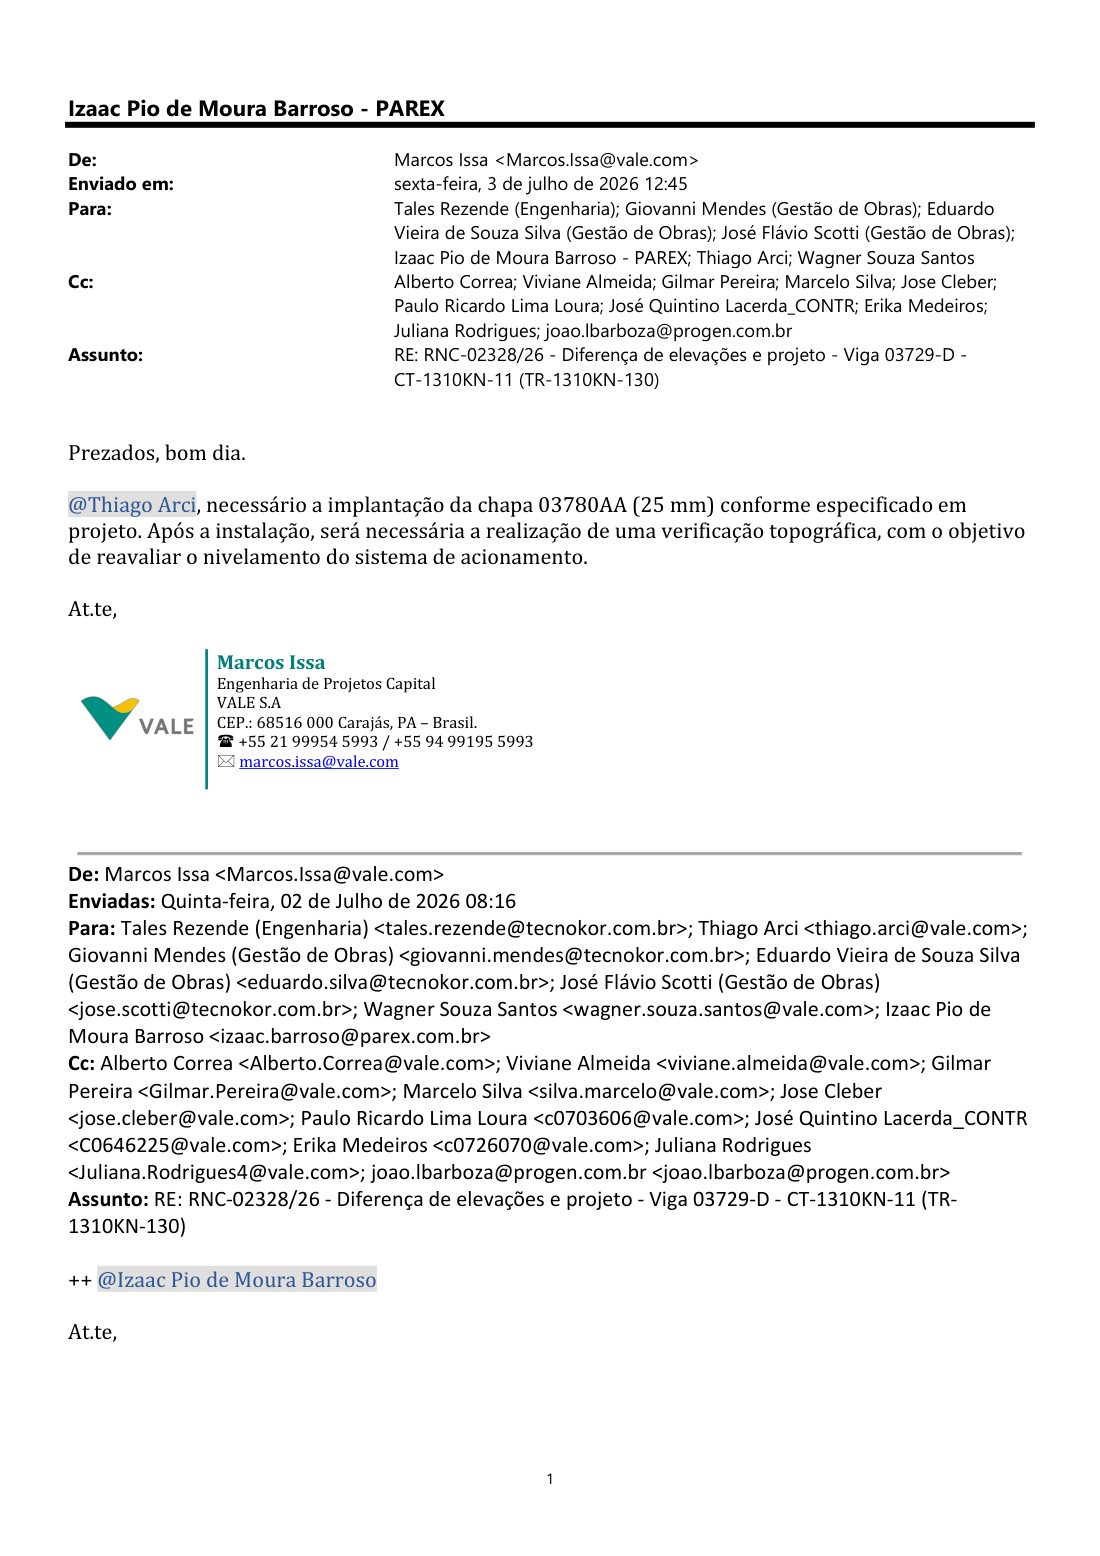 Izaac Pio de Moura Barroso - PAREX
De: Marcos Issa <Marcos.Issa@vale.com>
Enviado em: sexta-feira, 3 de julho de 2026 12:45
Para: Tales Rezende (Engenharia); Giovanni Mendes (Gestão de Obras); Eduardo
Vieira de Souza Silva (Gestão de Obras); José Flávio Scotti (Gestão de Obras);
Izaac Pio de Moura Barroso - PAREX; Thiago Arci; Wagner Souza Santos
Cc: Alberto Correa; Viviane Almeida; Gilmar Pereira; Marcelo Silva; Jose Cleber;
Paulo Ricardo Lima Loura; José Quintino Lacerda_CONTR; Erika Medeiros;
Juliana Rodrigues; joao.lbarboza@progen.com.br
Assunto: RE: RNC-02328/26 - Diferença de elevações e projeto - Viga 03729-D -
CT-1310KN-11 (TR-1310KN-130)
Prezados, bom dia.
@Thiago Arci, necessário a implantação da chapa 03780AA (25 mm) conforme especificado em
projeto. Após a instalação, será necessária a realização de uma verificação topográfica, com o objetivo
de reavaliar o nivelamento do sistema de acionamento.
At.te,
VALE
Marcos Issa
Engenharia de Projetos Capital
VALE S.A
CEP.: 68516 000 Carajás, PA – Brasil.
☎ +55 21 99954 5993 / +55 94 99195 5993
✉ marcos.issa@vale.com
De: Marcos Issa <Marcos.Issa@vale.com>
Enviadas: Quinta-feira, 02 de Julho de 2026 08:16
Para: Tales Rezende (Engenharia) <tales.rezende@tecnokor.com.br>; Thiago Arci <thiago.arci@vale.com>;
Giovanni Mendes (Gestão de Obras) <giovanni.mendes@tecnokor.com.br>; Eduardo Vieira de Souza Silva
(Gestão de Obras) <eduardo.silva@tecnokor.com.br>; José Flávio Scotti (Gestão de Obras)
<jose.scotti@tecnokor.com.br>; Wagner Souza Santos <wagner.souza.santos@vale.com>; Izaac Pio de
Moura Barroso <izaac.barroso@parex.com.br>
Cc: Alberto Correa <Alberto.Correa@vale.com>; Viviane Almeida <viviane.almeida@vale.com>; Gilmar
Pereira <Gilmar.Pereira@vale.com>; Marcelo Silva <silva.marcelo@vale.com>; Jose Cleber
<jose.cleber@vale.com>; Paulo Ricardo Lima Loura <c0703606@vale.com>; José Quintino Lacerda_CONTR
<C0646225@vale.com>; Erika Medeiros <c0726070@vale.com>; Juliana Rodrigues
<Juliana.Rodrigues4@vale.com>; joao.lbarboza@progen.com.br <joao.lbarboza@progen.com.br>
Assunto: RE: RNC-02328/26 - Diferença de elevações e projeto - Viga 03729-D - CT-1310KN-11 (TR-
1310KN-130)
++ @Izaac Pio de Moura Barroso
At.te,
1